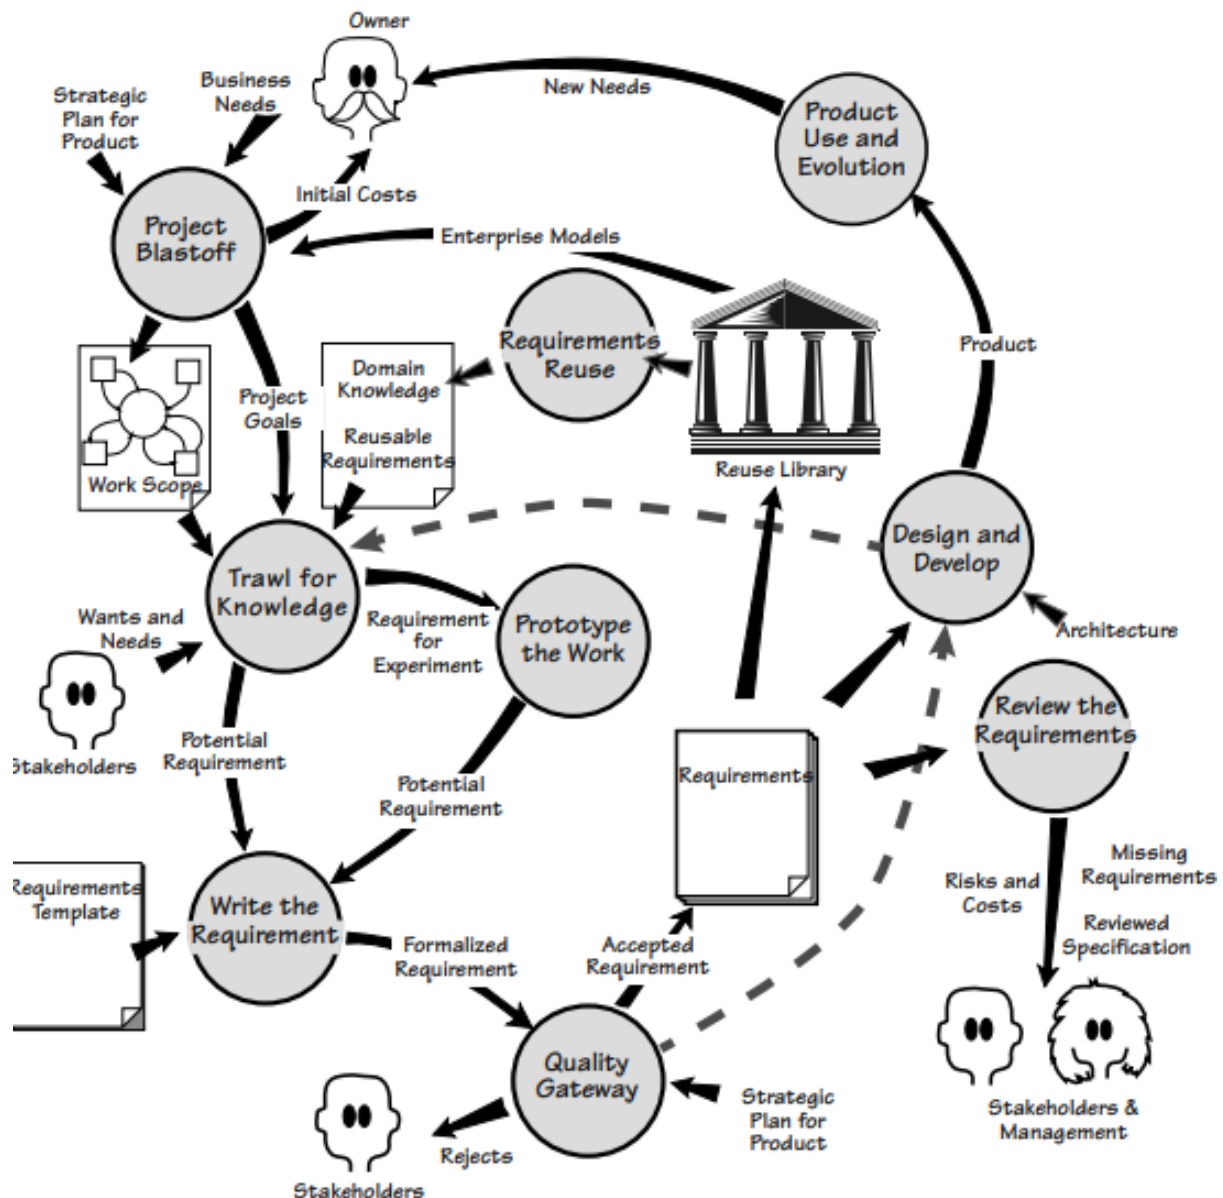 Owner
Business
Needs
Strategic
Plan for
Product
New Needs
Product
Use and
Evolution
Initial Costs
Project
Blastoff
Enterprise Models
Requirements
Reuse
Product
Domain
Knowledge
Reusable
Requirements
Project
Goals
Work Scope
Reuse Library
Design and
Develop
Trawl for
Knowledge
Wants and
Needs
Stakeholders
Requirement
for
Experiment
Prototype
the Work
Architecture
Review the
Requirements
Potential
Requirement
Potential
Requirement
Requirements
Requirements
Template
Write the
Requirement
Formalized
Requirement
Accepted
Requirement
Risks and
Costs
Missing
Requirements
Reviewed
Specification
Quality
Gateway
Strategic
Plan for
Product
Rejects
Stakeholders
Stakeholders &
Management